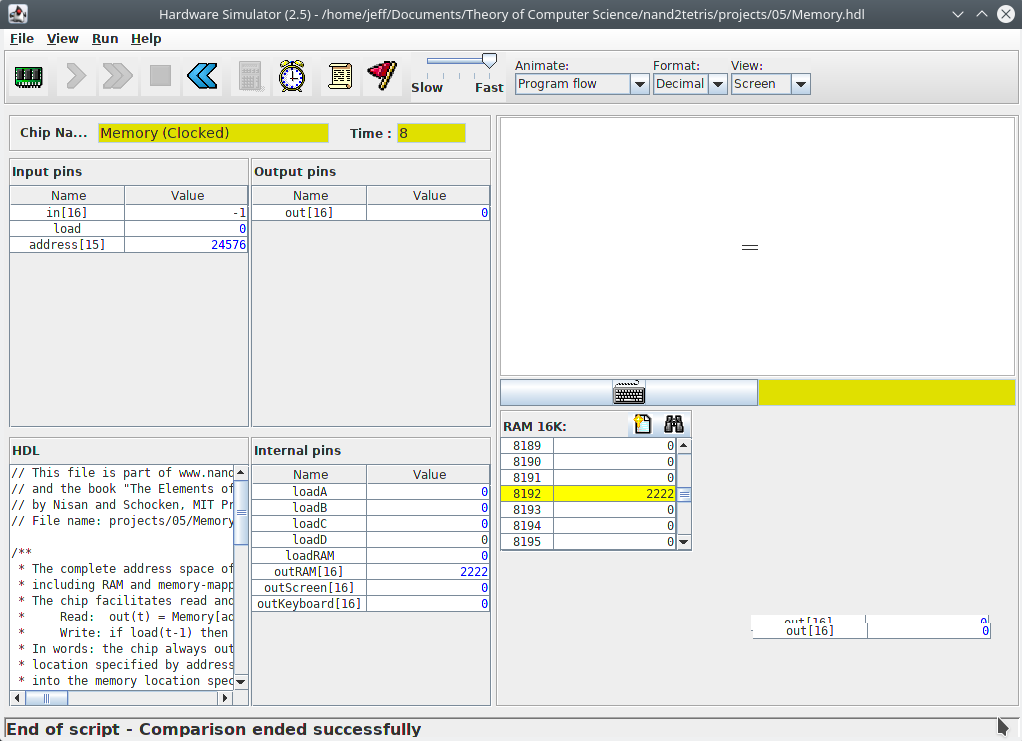 Hardware Simulator (2.5) - /home/jeff/Documents/Theory of Computer Science/nand2tetris/projects/05/Memory.hdl
File View Run Help
Slow Fast
Animate: Format: View:
Program flow Decimal Screen
Chip Na... Memory (Clocked) Time : 8
Input pins
Name Value
in[16] -1
load 0
address[15] 24576
Output pins
Name Value
out[16] 0
HDL
// This file is part of www.nand
// and the book "The Elements of
// by Nisan and Schocken, MIT Pr
// File name: projects/05/Memory
/**
* The complete address space of
* including RAM and memory-mapp
* The chip facilitates read and
* Read: out(t) = Memory[ad
* Write: if load(t-1) then
* In words: the chip always out
* location specified by address
* into the memory location spec
Internal pins
Name Value
loadA 0
loadB 0
loadC 0
loadD 0
loadRAM 0
outRAM[16] 2222
outScreen[16] 0
outKeyboard[16] 0
RAM 16K:
8189 0
8190 0
8191 0
8192 2222
8193 0
8194 0
8195 0
out[16] 0
out[16] 0
End of script - Comparison ended successfully